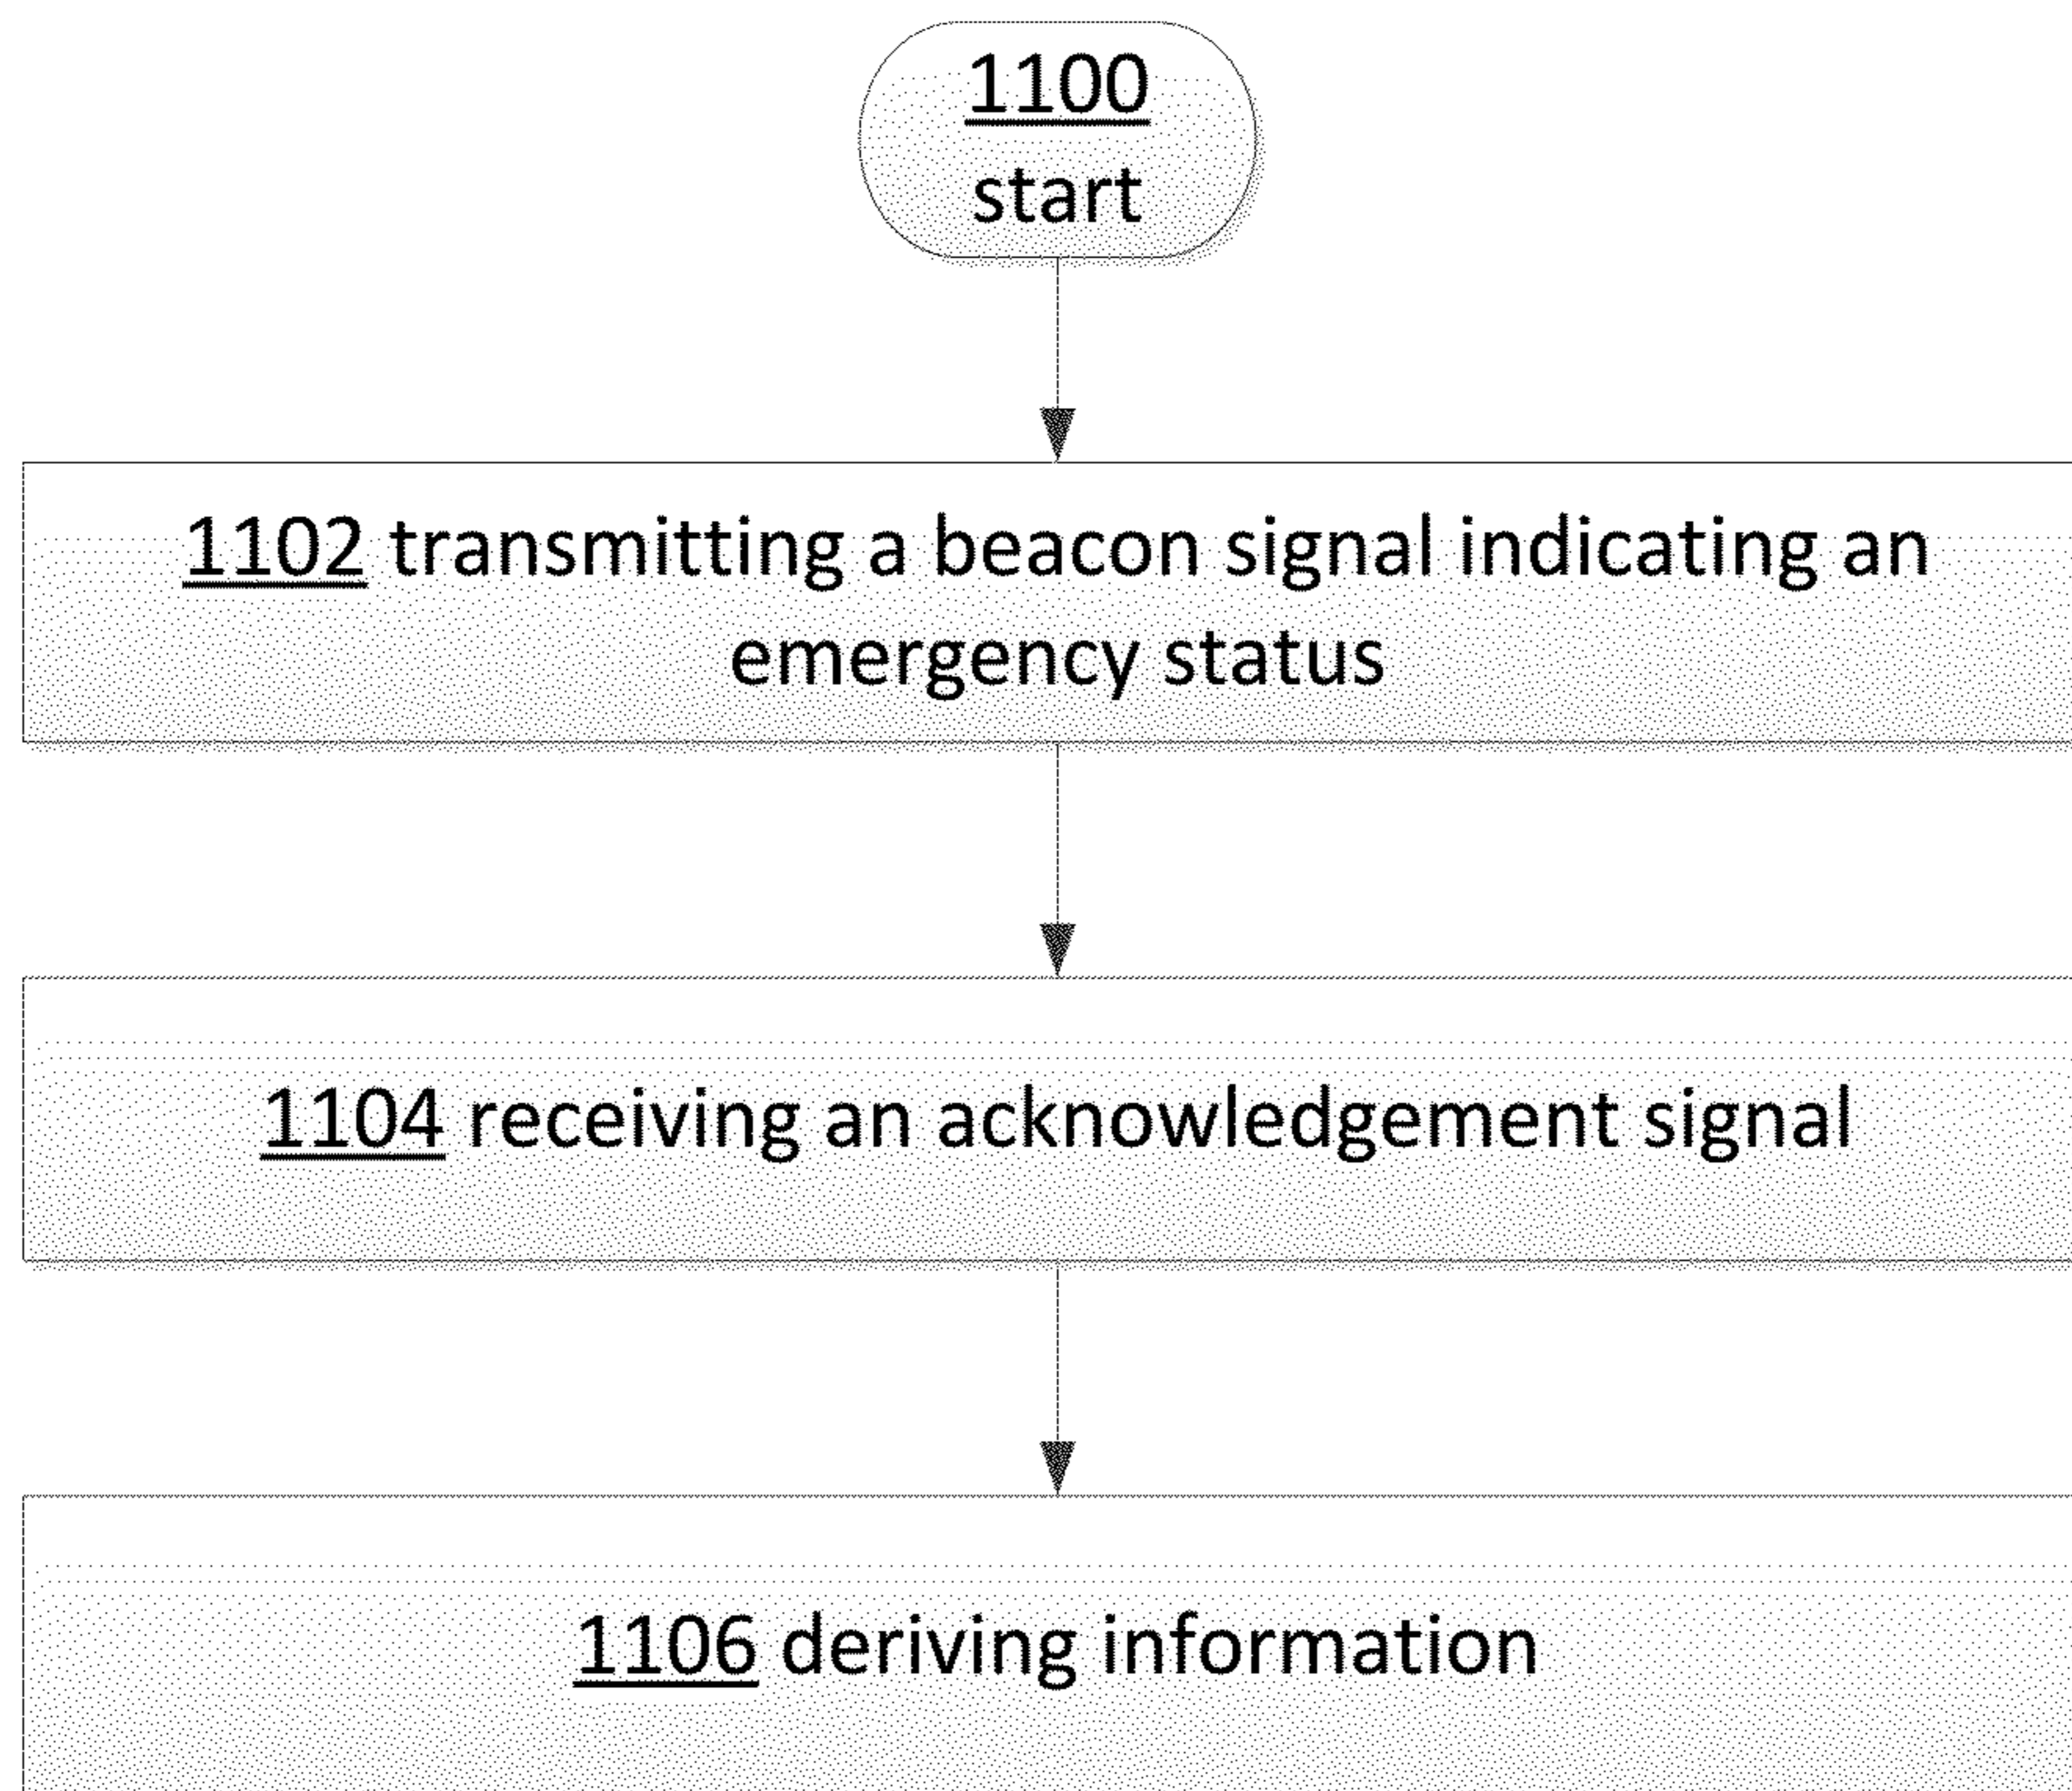 1100
start
1102 transmitting a beacon signal indicating an
emergency status
1104 receiving an acknowledgement signal
1106 deriving information